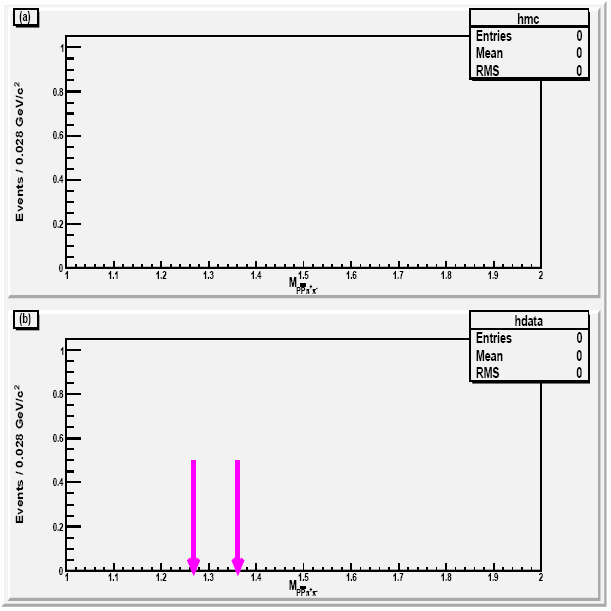 (a)
hmc
Entries 0
Mean 0
RMS 0
Events / 0.028 GeV/c²
1
0.8
0.6
0.4
0.2
0
1 1.1 1.2 1.3 1.4 1.5 1.6 1.7 1.8 1.9 2
(b)
hdata
Entries 0
Mean 0
RMS 0
Events / 0.028 GeV/c²
1
0.8
0.6
0.4
0.2
0
1 1.1 1.2 1.3 1.4 1.5 1.6 1.7 1.8 1.9 2